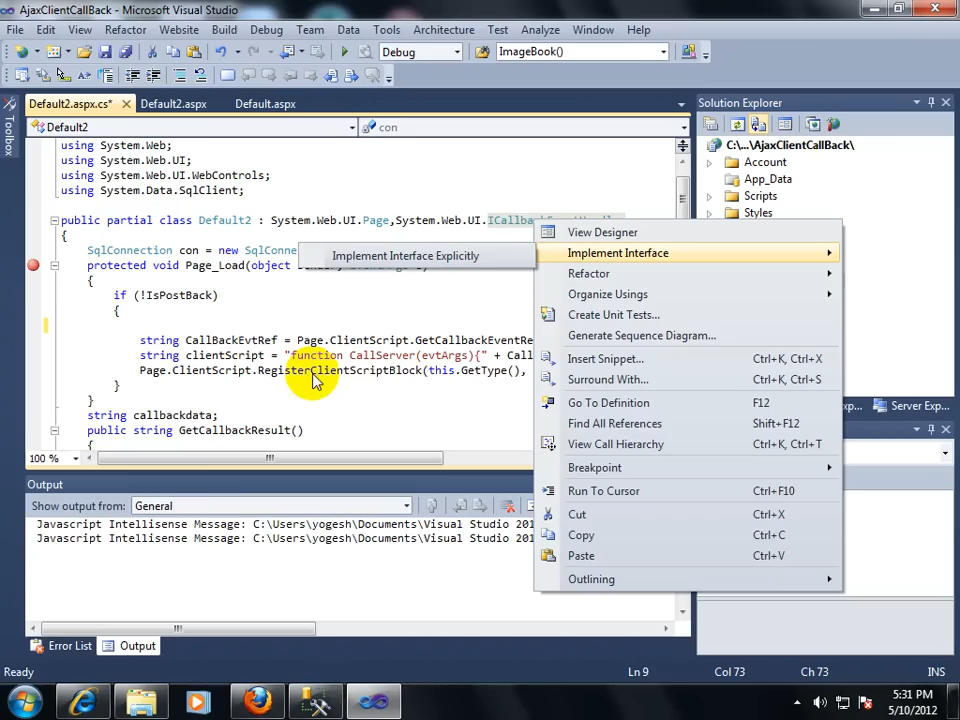 AjaxClientCallBack - Microsoft Visual Studio
File Edit View Refactor Website Build Debug Team Data Tools Architecture Test Analyze Window Help
Debug ImageBook()
Default2.aspx.cs* Default2.aspx Default.aspx
Default2 con
using System.Web;
using System.Web.UI;
using System.Web.UI.WebControls;
using System.Data.SqlClient;
public partial class Default2 : System.Web.UI.Page,System.Web.UI.
{
SqlConnection con = new
protected void Page_Load(object
{
if (!IsPostBack)
{
string CallBackEvtRef = Page.ClientScript.GetCallbackEventRe
string clientScript = "function CallServer(evtArgs){" + Call
Page.ClientScript.RegisterClientScriptBlock(this.GetType(),
}
}
string callbackdata;
public string GetCallbackResult()
{
100 %
Implement Interface Explicitly
View Designer
Implement Interface
Refactor
Organize Usings
Create Unit Tests...
Generate Sequence Diagram...
Insert Snippet... Ctrl+K, Ctrl+X
Surround With... Ctrl+K, Ctrl+S
Go To Definition F12
Find All References Shift+F12
View Call Hierarchy Ctrl+K, Ctrl+T
Breakpoint
Run To Cursor Ctrl+F10
Cut Ctrl+X
Copy Ctrl+C
Paste Ctrl+V
Outlining
Solution Explorer
C:\...\AjaxClientCallBack\
Account
App_Data
Scripts
Styles
Server Exp...
Toolbox
Output
Show output from: General
Javascript Intellisense Message: C:\Users\yogesh\Documents\Visual Studio 201
Javascript Intellisense Message: C:\Users\yogesh\Documents\Visual Studio 201
Error List Output
Ready Ln 9 Col 73 Ch 73 INS
5:31 PM
5/10/2012